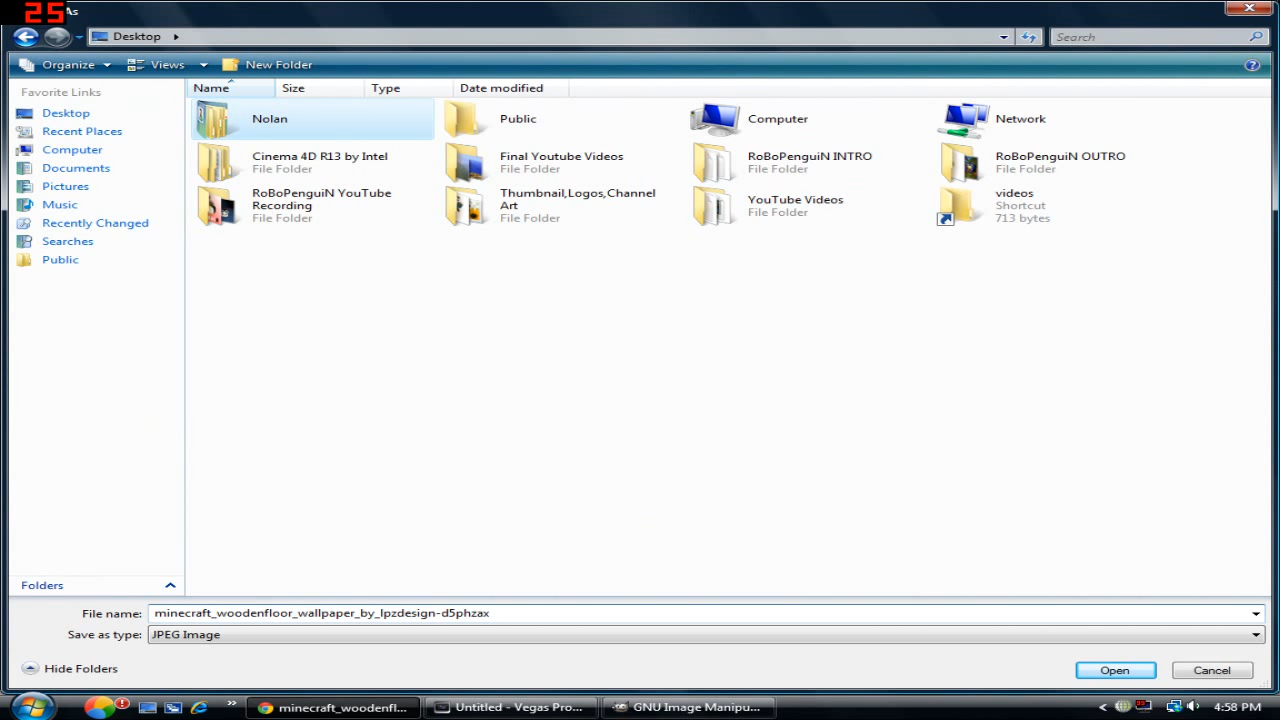 25
As
Desktop
Search
Organize Views New Folder
Favorite Links
Desktop
Recent Places
Computer
Documents
Pictures
Music
Recently Changed
Searches
Public
Folders
Name Size Type Date modified
Nolan
Public
Computer
Network
Cinema 4D R13 by Intel
File Folder
Final Youtube Videos
File Folder
RoBoPenguiN INTRO
File Folder
RoBoPenguiN OUTRO
File Folder
RoBoPenguiN YouTube
Recording
File Folder
Thumbnail,Logos,Channel
Art
File Folder
YouTube Videos
File Folder
videos
Shortcut
713 bytes
File name: minecraft_woodenfloor_wallpaper_by_lpzdesign-d5phzax
Save as type: JPEG Image
Hide Folders
Open Cancel
minecraft_woodenfl... Untitled - Vegas Pro... GNU Image Manipu... 4:58 PM